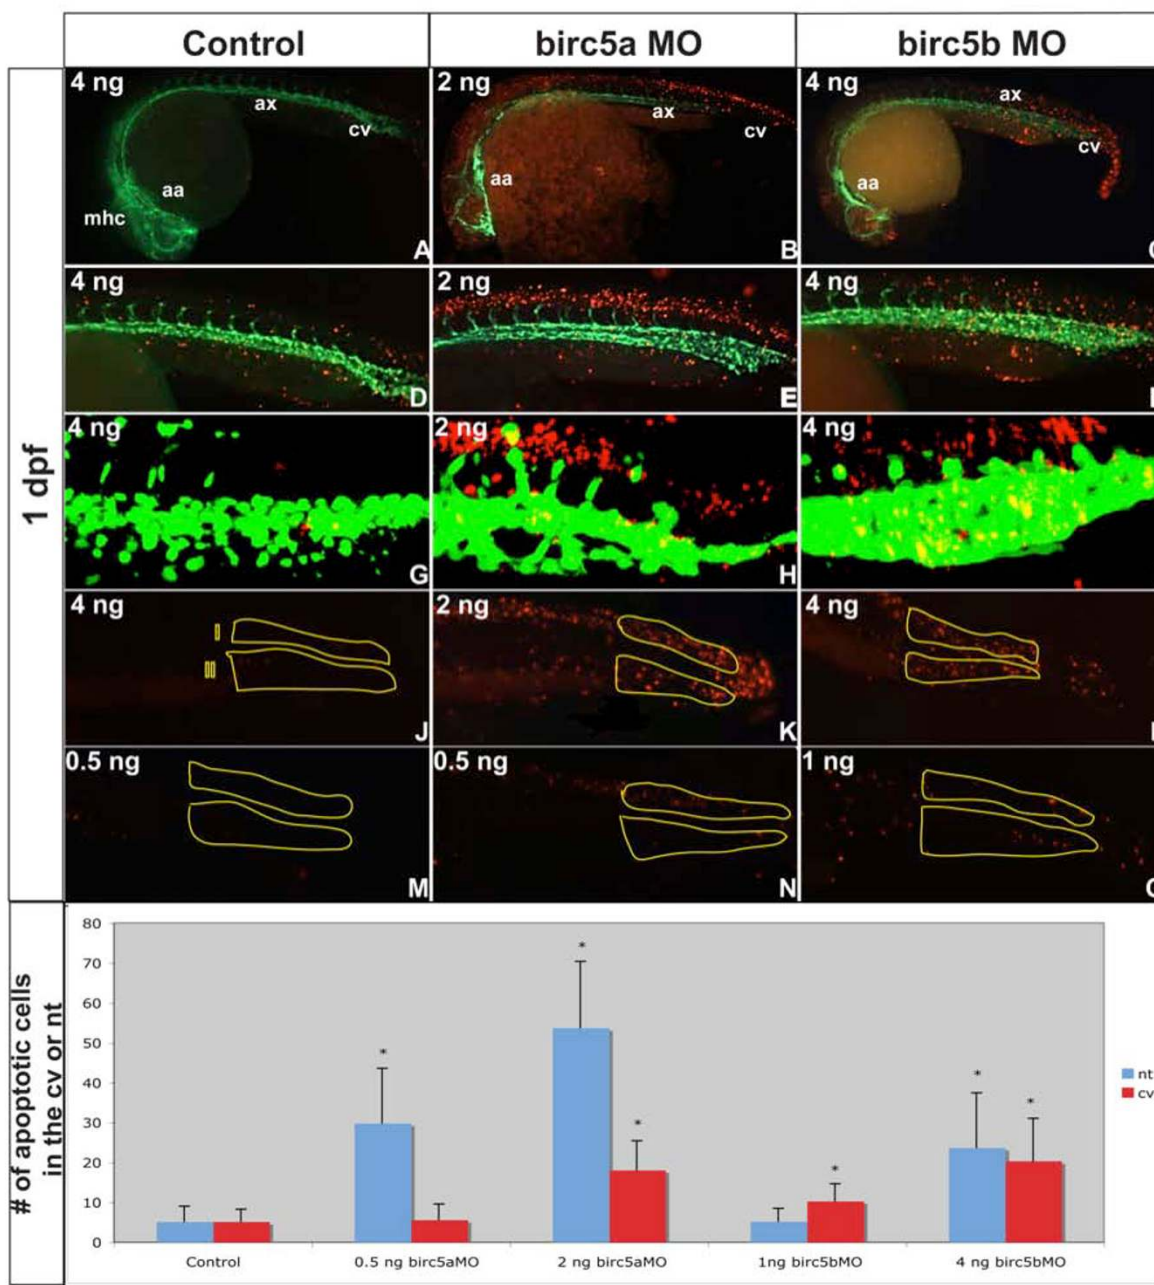 Control
birc5a MO
birc5b MO
1 dpf
4 ng
ax
cv
aa
mhc
A
2 ng
ax
cv
aa
B
4 ng
ax
cv
aa
4 ng
D
2 ng
E
4 ng
4 ng
G
2 ng
H
4 ng
4 ng
I
II
J
2 ng
K
4 ng
0.5 ng
M
0.5 ng
N
1 ng
# of apoptotic cells
in the cv or nt
80
70
60
50
40
30
20
10
0
*
*
*
*
*
*
nt
cv
Control
0.5 ng birc5aMO
2 ng birc5aMO
1ng birc5bMO
4 ng birc5bMO